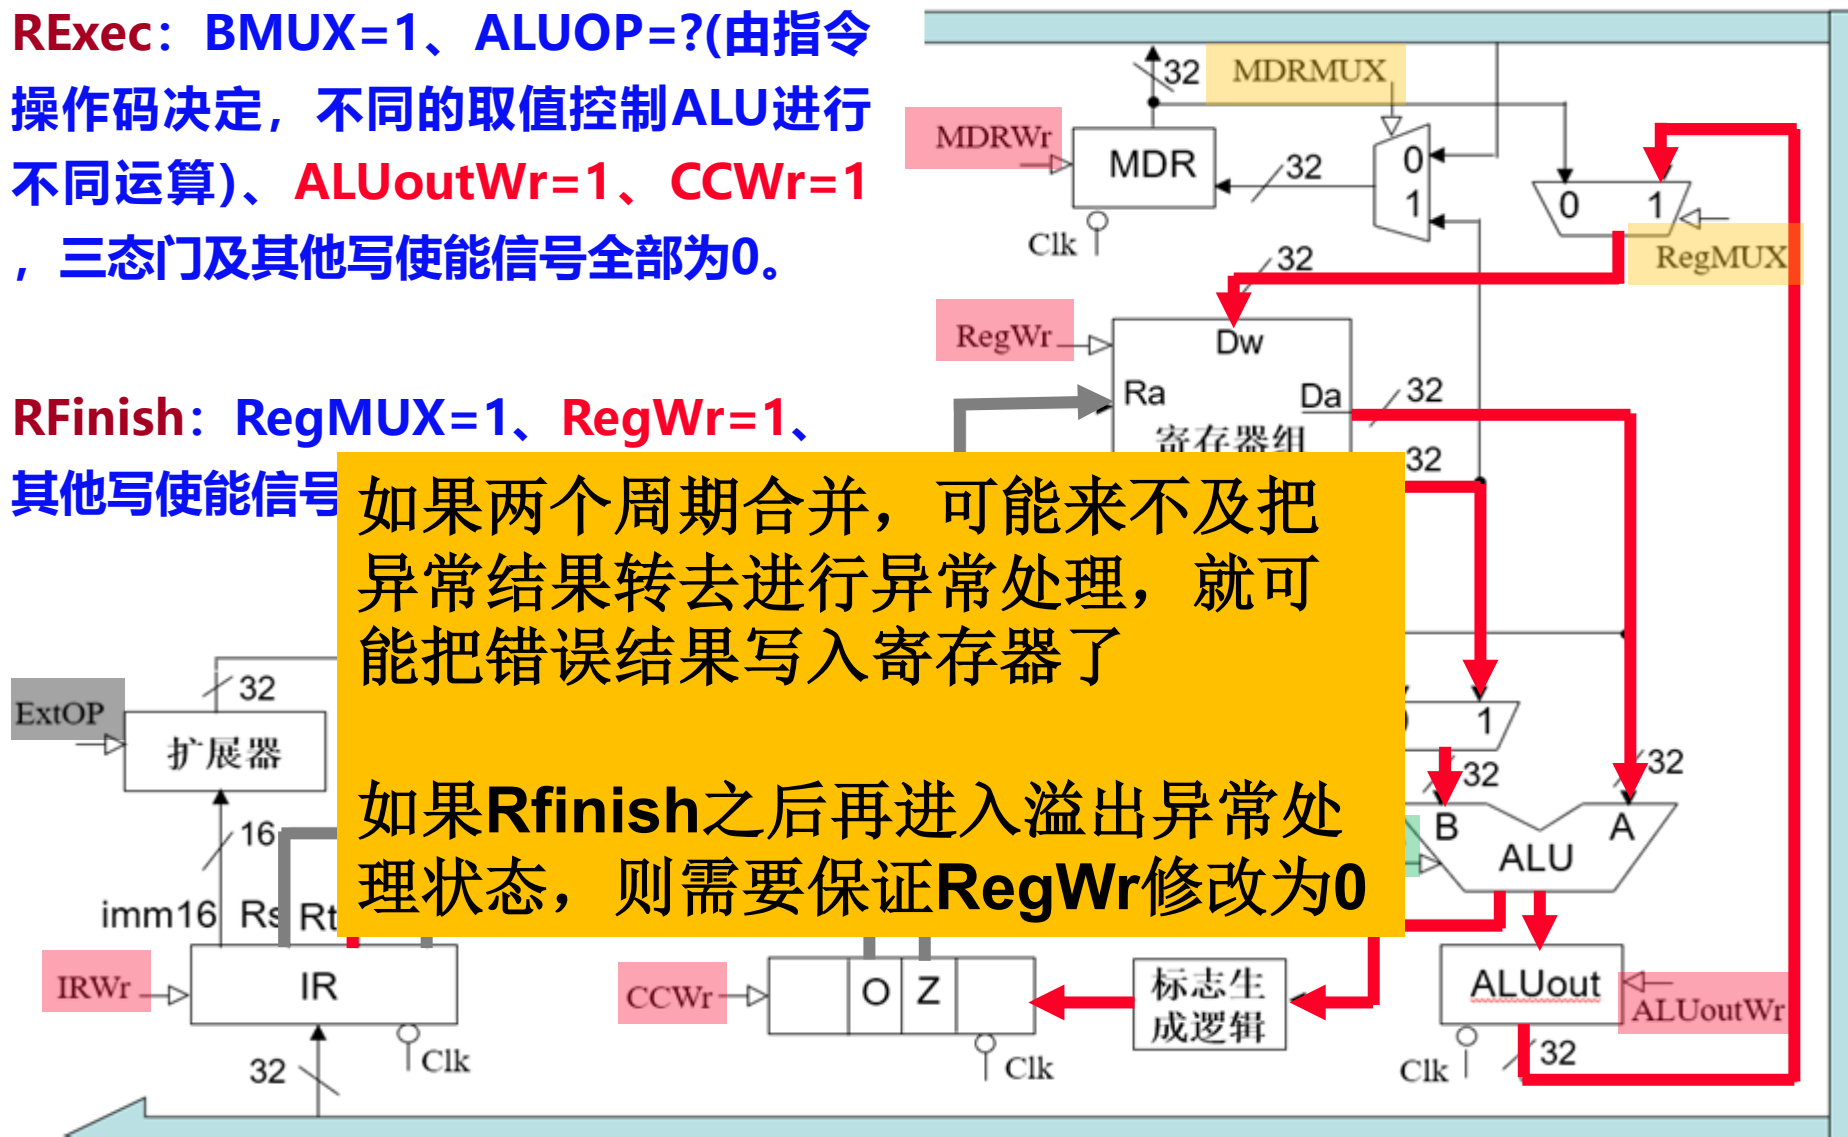 RExec：BMUX=1、ALUOP=?(由指令
操作码决定，不同的取值控制ALU进行
不同运算)、ALUoutWr=1、CCWr=1
，三态门及其他写使能信号全部为0。
RFinish：RegMUX=1、RegWr=1、
其他写使能信号
如果两个周期合并，可能来不及把
异常结果转去进行异常处理，就可
能把错误结果写入寄存器了
如果Rfinish之后再进入溢出异常处
理状态，则需要保证RegWr修改为0
32
MDRMUX
MDRWr
MDR
32
0
1
0
1
Clk
RegMUX
32
RegWr
Dw
Ra
Da
32
寄存器组
32
ExtOP
32
扩展器
1
32
32
16
B
A
ALU
imm16
Rs
Rt
IRWr
IR
CCWr
O
Z
标志生
成逻辑
ALUout
ALUoutWr
Clk
32
Clk
Clk
32